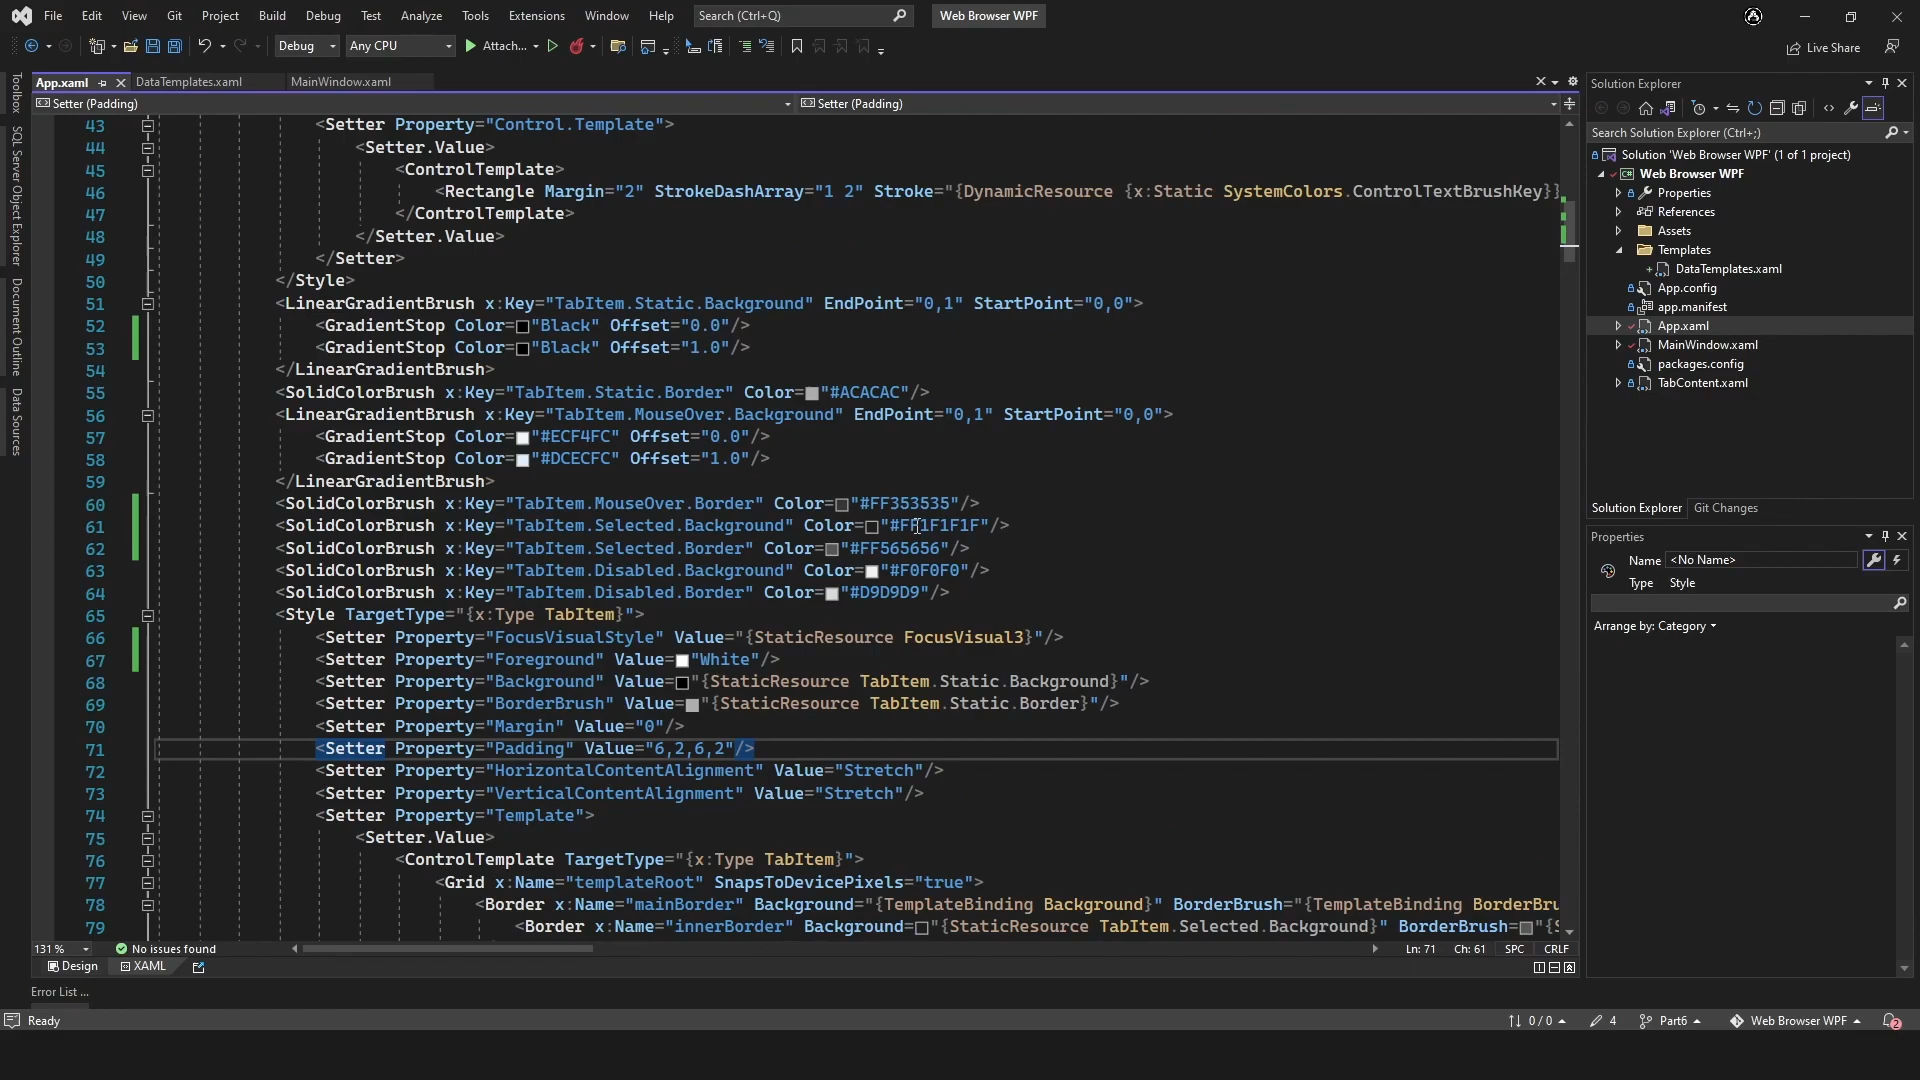 File Edit View Git Project Build Debug Test Analyze Tools Extensions Window Help Search (Ctrl+Q) Web Browser WPF
Debug Any CPU Attach... Live Share
App.xaml DataTemplates.xaml MainWindow.xaml
Setter (Padding) Setter (Padding)
Toolbox
SQL Server Object Explorer
Document Outline
Data Sources
43 <Setter Property="Control.Template">
44 <Setter.Value>
45 <ControlTemplate>
46 <Rectangle Margin="2" StrokeDashArray="1 2" Stroke="{DynamicResource {x:Static SystemColors.ControlTextBrushKey}}
47 </ControlTemplate>
48 </Setter.Value>
49 </Setter>
50 </Style>
51 <LinearGradientBrush x:Key="TabItem.Static.Background" EndPoint="0,1" StartPoint="0,0">
52 <GradientStop Color="Black" Offset="0.0"/>
53 <GradientStop Color="Black" Offset="1.0"/>
54 </LinearGradientBrush>
55 <SolidColorBrush x:Key="TabItem.Static.Border" Color="#ACACAC"/>
56 <LinearGradientBrush x:Key="TabItem.MouseOver.Background" EndPoint="0,1" StartPoint="0,0">
57 <GradientStop Color="#ECF4FC" Offset="0.0"/>
58 <GradientStop Color="#DCECFC" Offset="1.0"/>
59 </LinearGradientBrush>
60 <SolidColorBrush x:Key="TabItem.MouseOver.Border" Color="#FF353535"/>
61 <SolidColorBrush x:Key="TabItem.Selected.Background" Color="#FF1F1F1F"/>
62 <SolidColorBrush x:Key="TabItem.Selected.Border" Color="#FF565656"/>
63 <SolidColorBrush x:Key="TabItem.Disabled.Background" Color="#F0F0F0"/>
64 <SolidColorBrush x:Key="TabItem.Disabled.Border" Color="#D9D9D9"/>
65 <Style TargetType="{x:Type TabItem}">
66 <Setter Property="FocusVisualStyle" Value="{StaticResource FocusVisual3}"/>
67 <Setter Property="Foreground" Value="White"/>
68 <Setter Property="Background" Value="{StaticResource TabItem.Static.Background}"/>
69 <Setter Property="BorderBrush" Value="{StaticResource TabItem.Static.Border}"/>
70 <Setter Property="Margin" Value="0"/>
71 <Setter Property="Padding" Value="6,2,6,2"/>
72 <Setter Property="HorizontalContentAlignment" Value="Stretch"/>
73 <Setter Property="VerticalContentAlignment" Value="Stretch"/>
74 <Setter Property="Template">
75 <Setter.Value>
76 <ControlTemplate TargetType="{x:Type TabItem}">
77 <Grid x:Name="templateRoot" SnapsToDevicePixels="true">
78 <Border x:Name="mainBorder" Background="{TemplateBinding Background}" BorderBrush="{TemplateBinding BorderBru
79 <Border x:Name="innerBorder" Background="{StaticResource TabItem.Selected.Background}" BorderBrush="{S
131 % No issues found Ln: 71 Ch: 61 SPC CRLF
Design XAML
Error List ...
Ready 0 / 0 4 Part6 Web Browser WPF 2
Solution Explorer
Search Solution Explorer (Ctrl+;)
Solution 'Web Browser WPF' (1 of 1 project)
Web Browser WPF
Properties
References
Assets
Templates
DataTemplates.xaml
App.config
app.manifest
App.xaml
MainWindow.xaml
packages.config
TabContent.xaml
Solution Explorer Git Changes
Properties
Name <No Name>
Type Style
Arrange by: Category